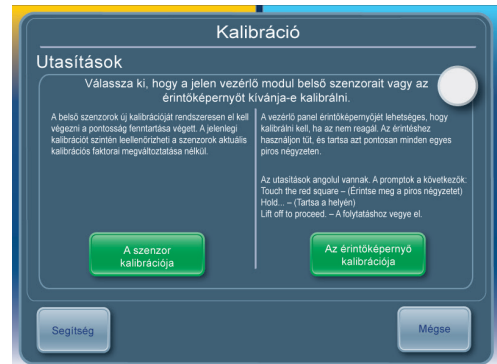 Kalibráció
Utasítások
Válassza ki, hogy a jelen vezérlő modul belső szenzorait vagy az
érintőképernyőt kívánja-e kalibrálni.
A belső szenzorok új kalibrációját rendszeresen el kell
végezni a pontosság fenntartása végett. A jelenlegi
kalibrációt szintén leellenőrizheti a szenzorok aktuális
kalibrációs faktorai megváltoztatása nélkül.
A vezérlő panel érintőképernyőjét lehetséges, hogy
kalibrálni kell, ha az nem reagál. Az érintéshez
használjon tűt, és tartsa azt pontosan minden egyes
piros négyzeten.
Az utasítások angolul vannak. A promptok a következők:
Touch the red square – (Érintse meg a piros négyzetet)
Hold... – (Tartsa a helyén)
Lift off to proceed. – A folytatáshoz vegye el.
A szenzor
kalibrációja
Az érintőképernyő
kalibrációja
Segítség
Mégse